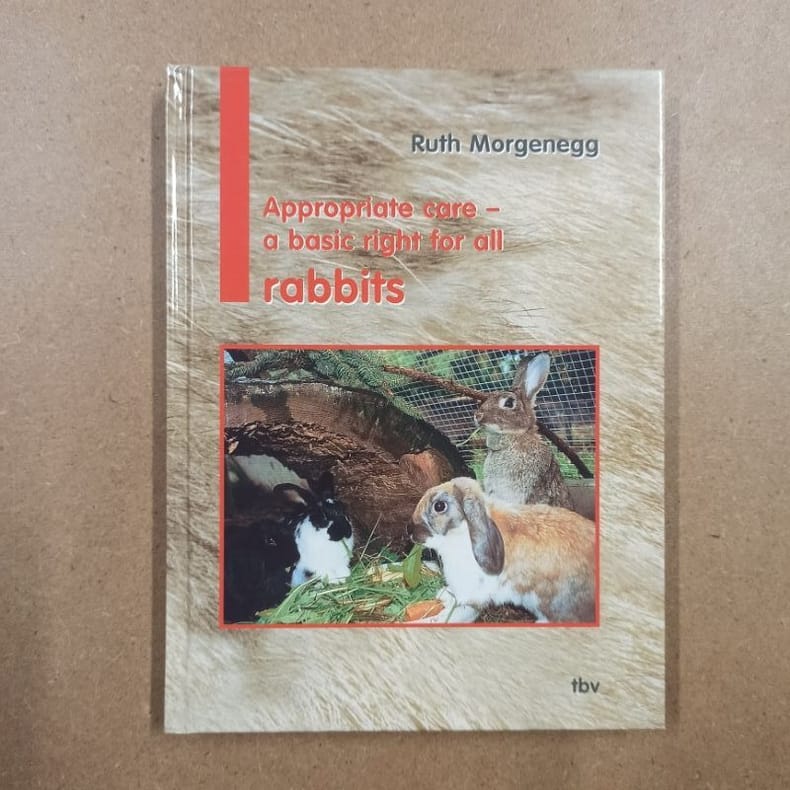 Ruth Morgenegg
Appropriate care –
a basic right for all
rabbits
tbv